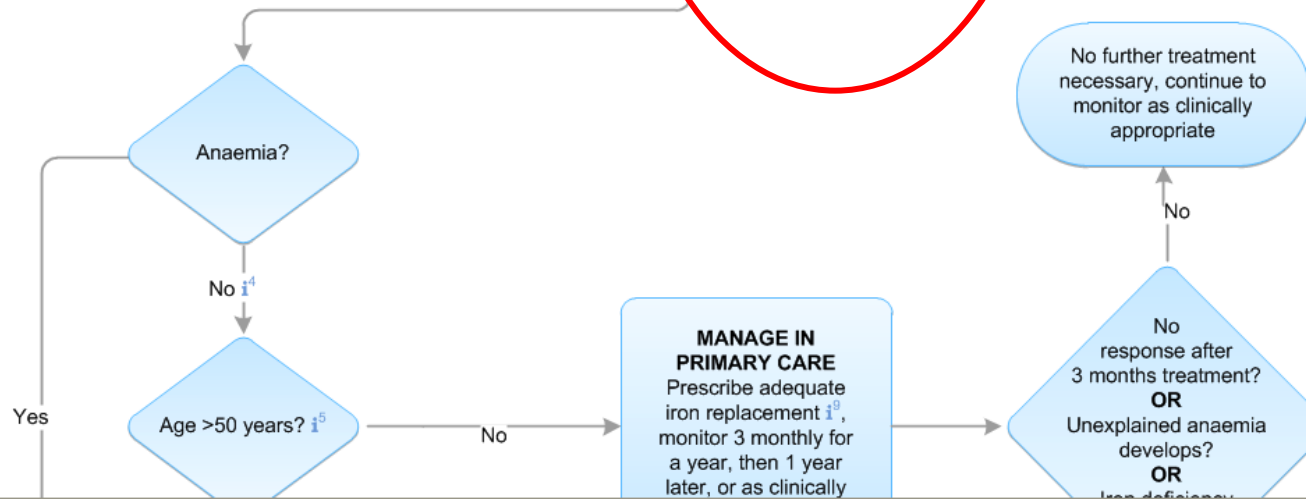 No further treatment
necessary, continue to
monitor as clinically
appropriate
Anaemia?
No
No i4
No
response after
3 months treatment?
OR
Unexplained anaemia
develops?
OR
Iron deficiency
MANAGE IN
PRIMARY CARE
Prescribe adequate
iron replacement i9,
monitor 3 monthly for
a year, then 1 year
later, or as clinically
Yes
Age >50 years? i5
No